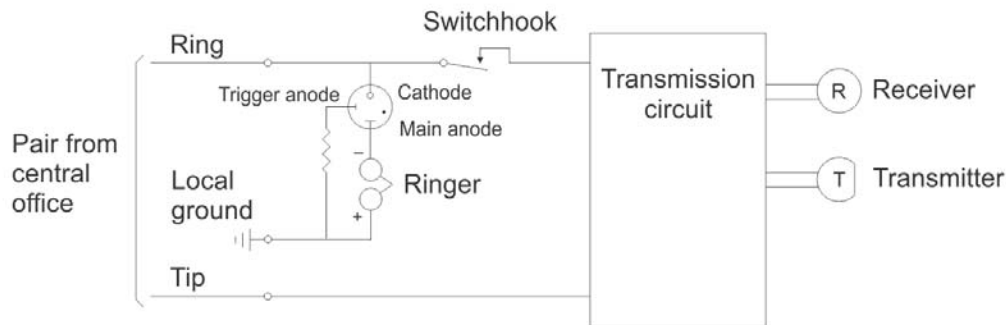 Switchhook
Ring
Trigger anode
Cathode
Main anode
Transmission
circuit
R
Receiver
Pair from
central
office
Local
ground
−
Ringer
+
T
Transmitter
Tip